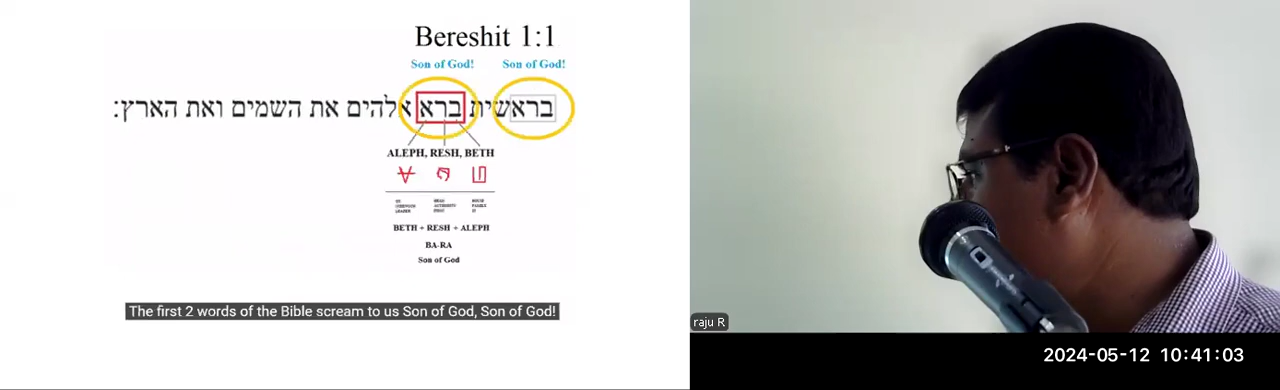 Bereshit 1:1
Son of God! Son of God!
בראשית ברא אלהים את השמים ואת הארץ:
ALEPH, RESH, BETH
BETH + RESH + ALEPH
BA-RA
Son of God
The first 2 words of the Bible scream to us Son of God, Son of God!
raju R
2024-05-12 10:41:03